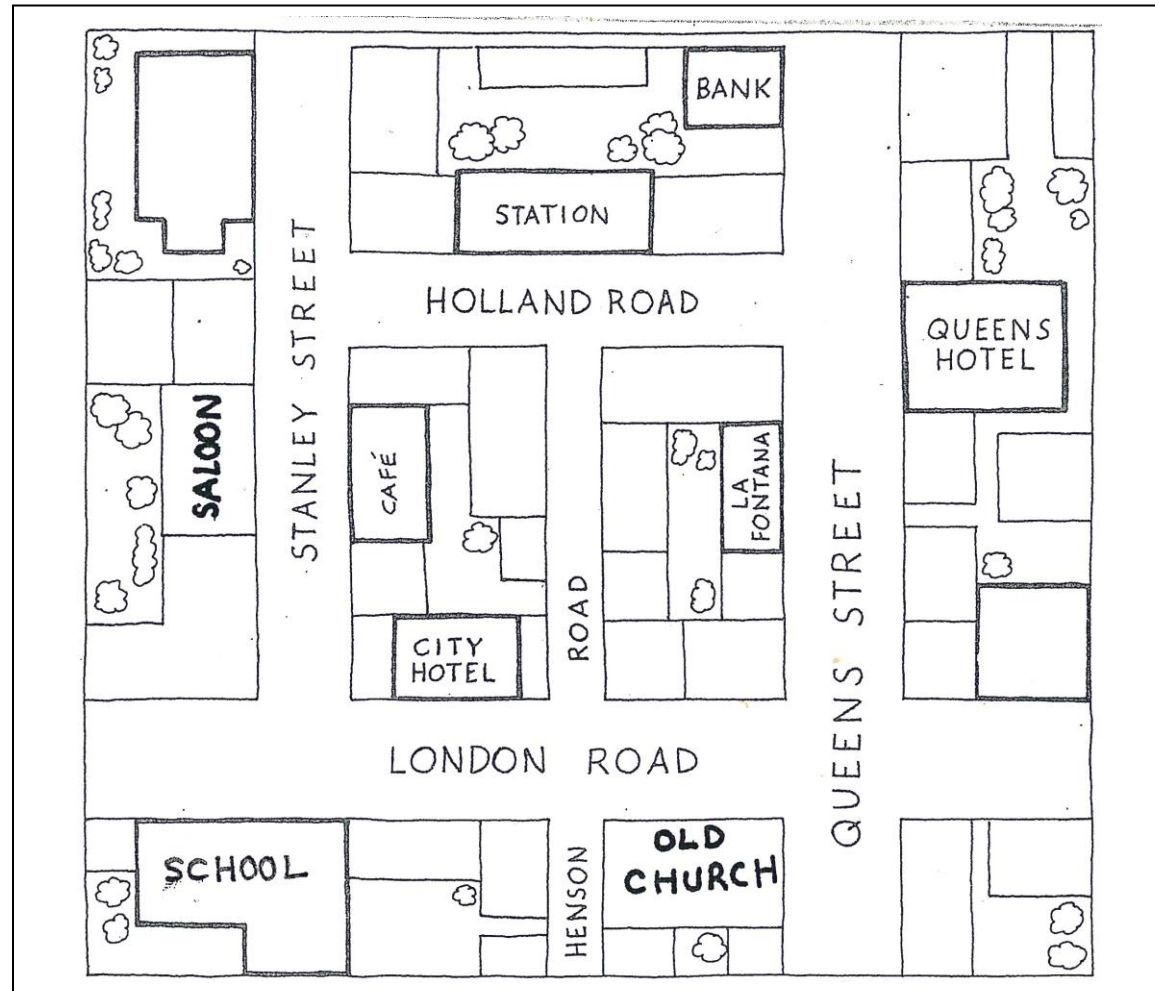 BANK
STATION
STANLEY STREET
HOLLAND ROAD
QUEENS
HOTEL
SALOON
CAFÉ
LA
FONTANA
CITY
HOTEL
HENSON ROAD
QUEENS STREET
LONDON ROAD
SCHOOL
OLD
CHURCH